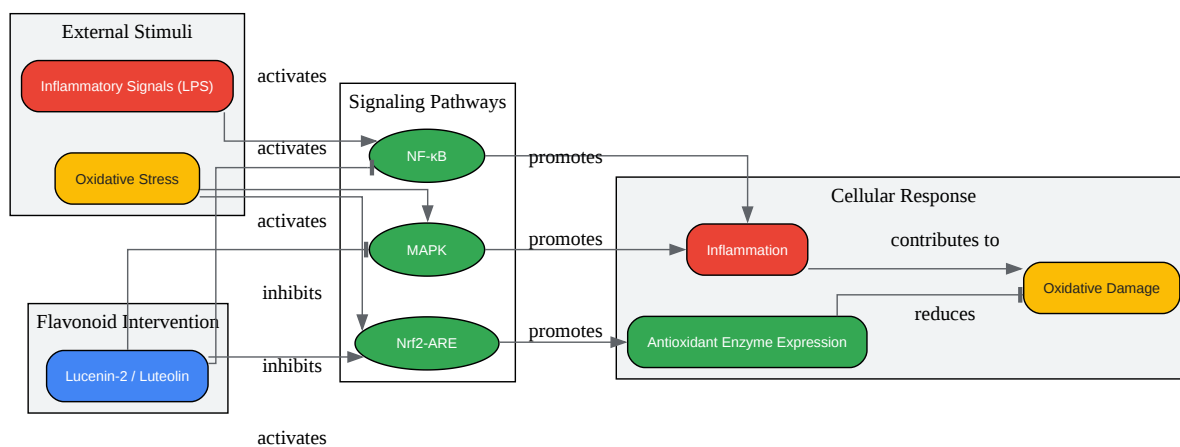 External Stimuli
Inflammatory Signals (LPS)
Oxidative Stress
Flavonoid Intervention
Lucenin-2 / Luteolin
activates
activates
activates
inhibits
inhibits
activates
Signaling Pathways
NF-κB
MAPK
Nrf2-ARE
promotes
promotes
promotes
Cellular Response
Inflammation
contributes to
Oxidative Damage
reduces
Antioxidant Enzyme Expression